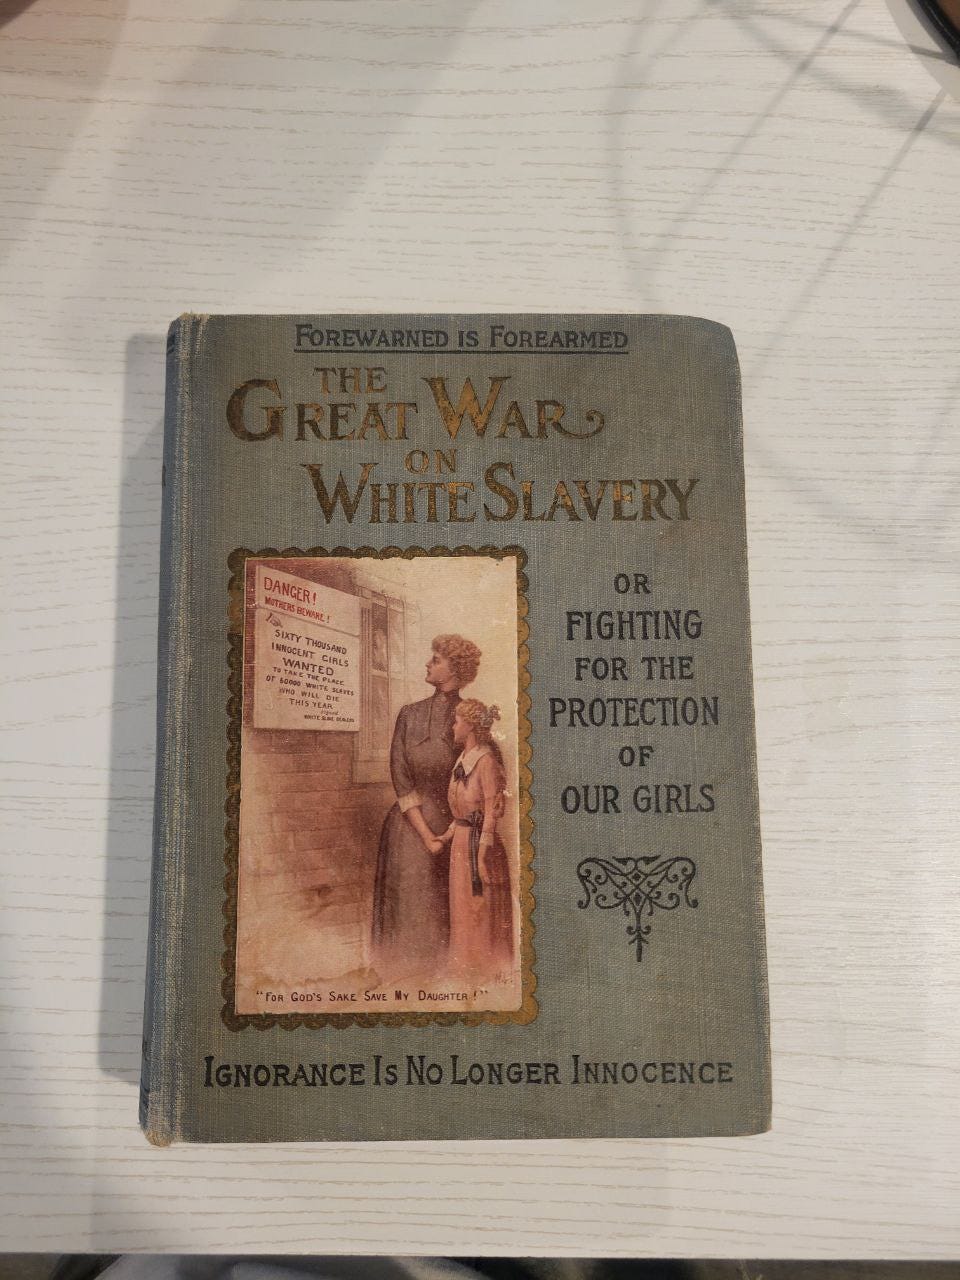 FOREWARNED IS FOREARMED
THE
GREAT WAR
ON
WHITE SLAVERY
OR
FIGHTING
FOR THE
PROTECTION
OF
OUR GIRLS
DANGER!
MOTHERS BEWARE!
SIXTY THOUSAND
INNOCENT GIRLS
WANTED
TO TAKE THE PLACE
OF 60000 WHITE SLAVES
WHO WILL DIE
THIS YEAR
Signed
WHITE SLAVE DEALERS
"FOR GOD'S SAKE SAVE MY DAUGHTER!"
IGNORANCE IS NO LONGER INNOCENCE